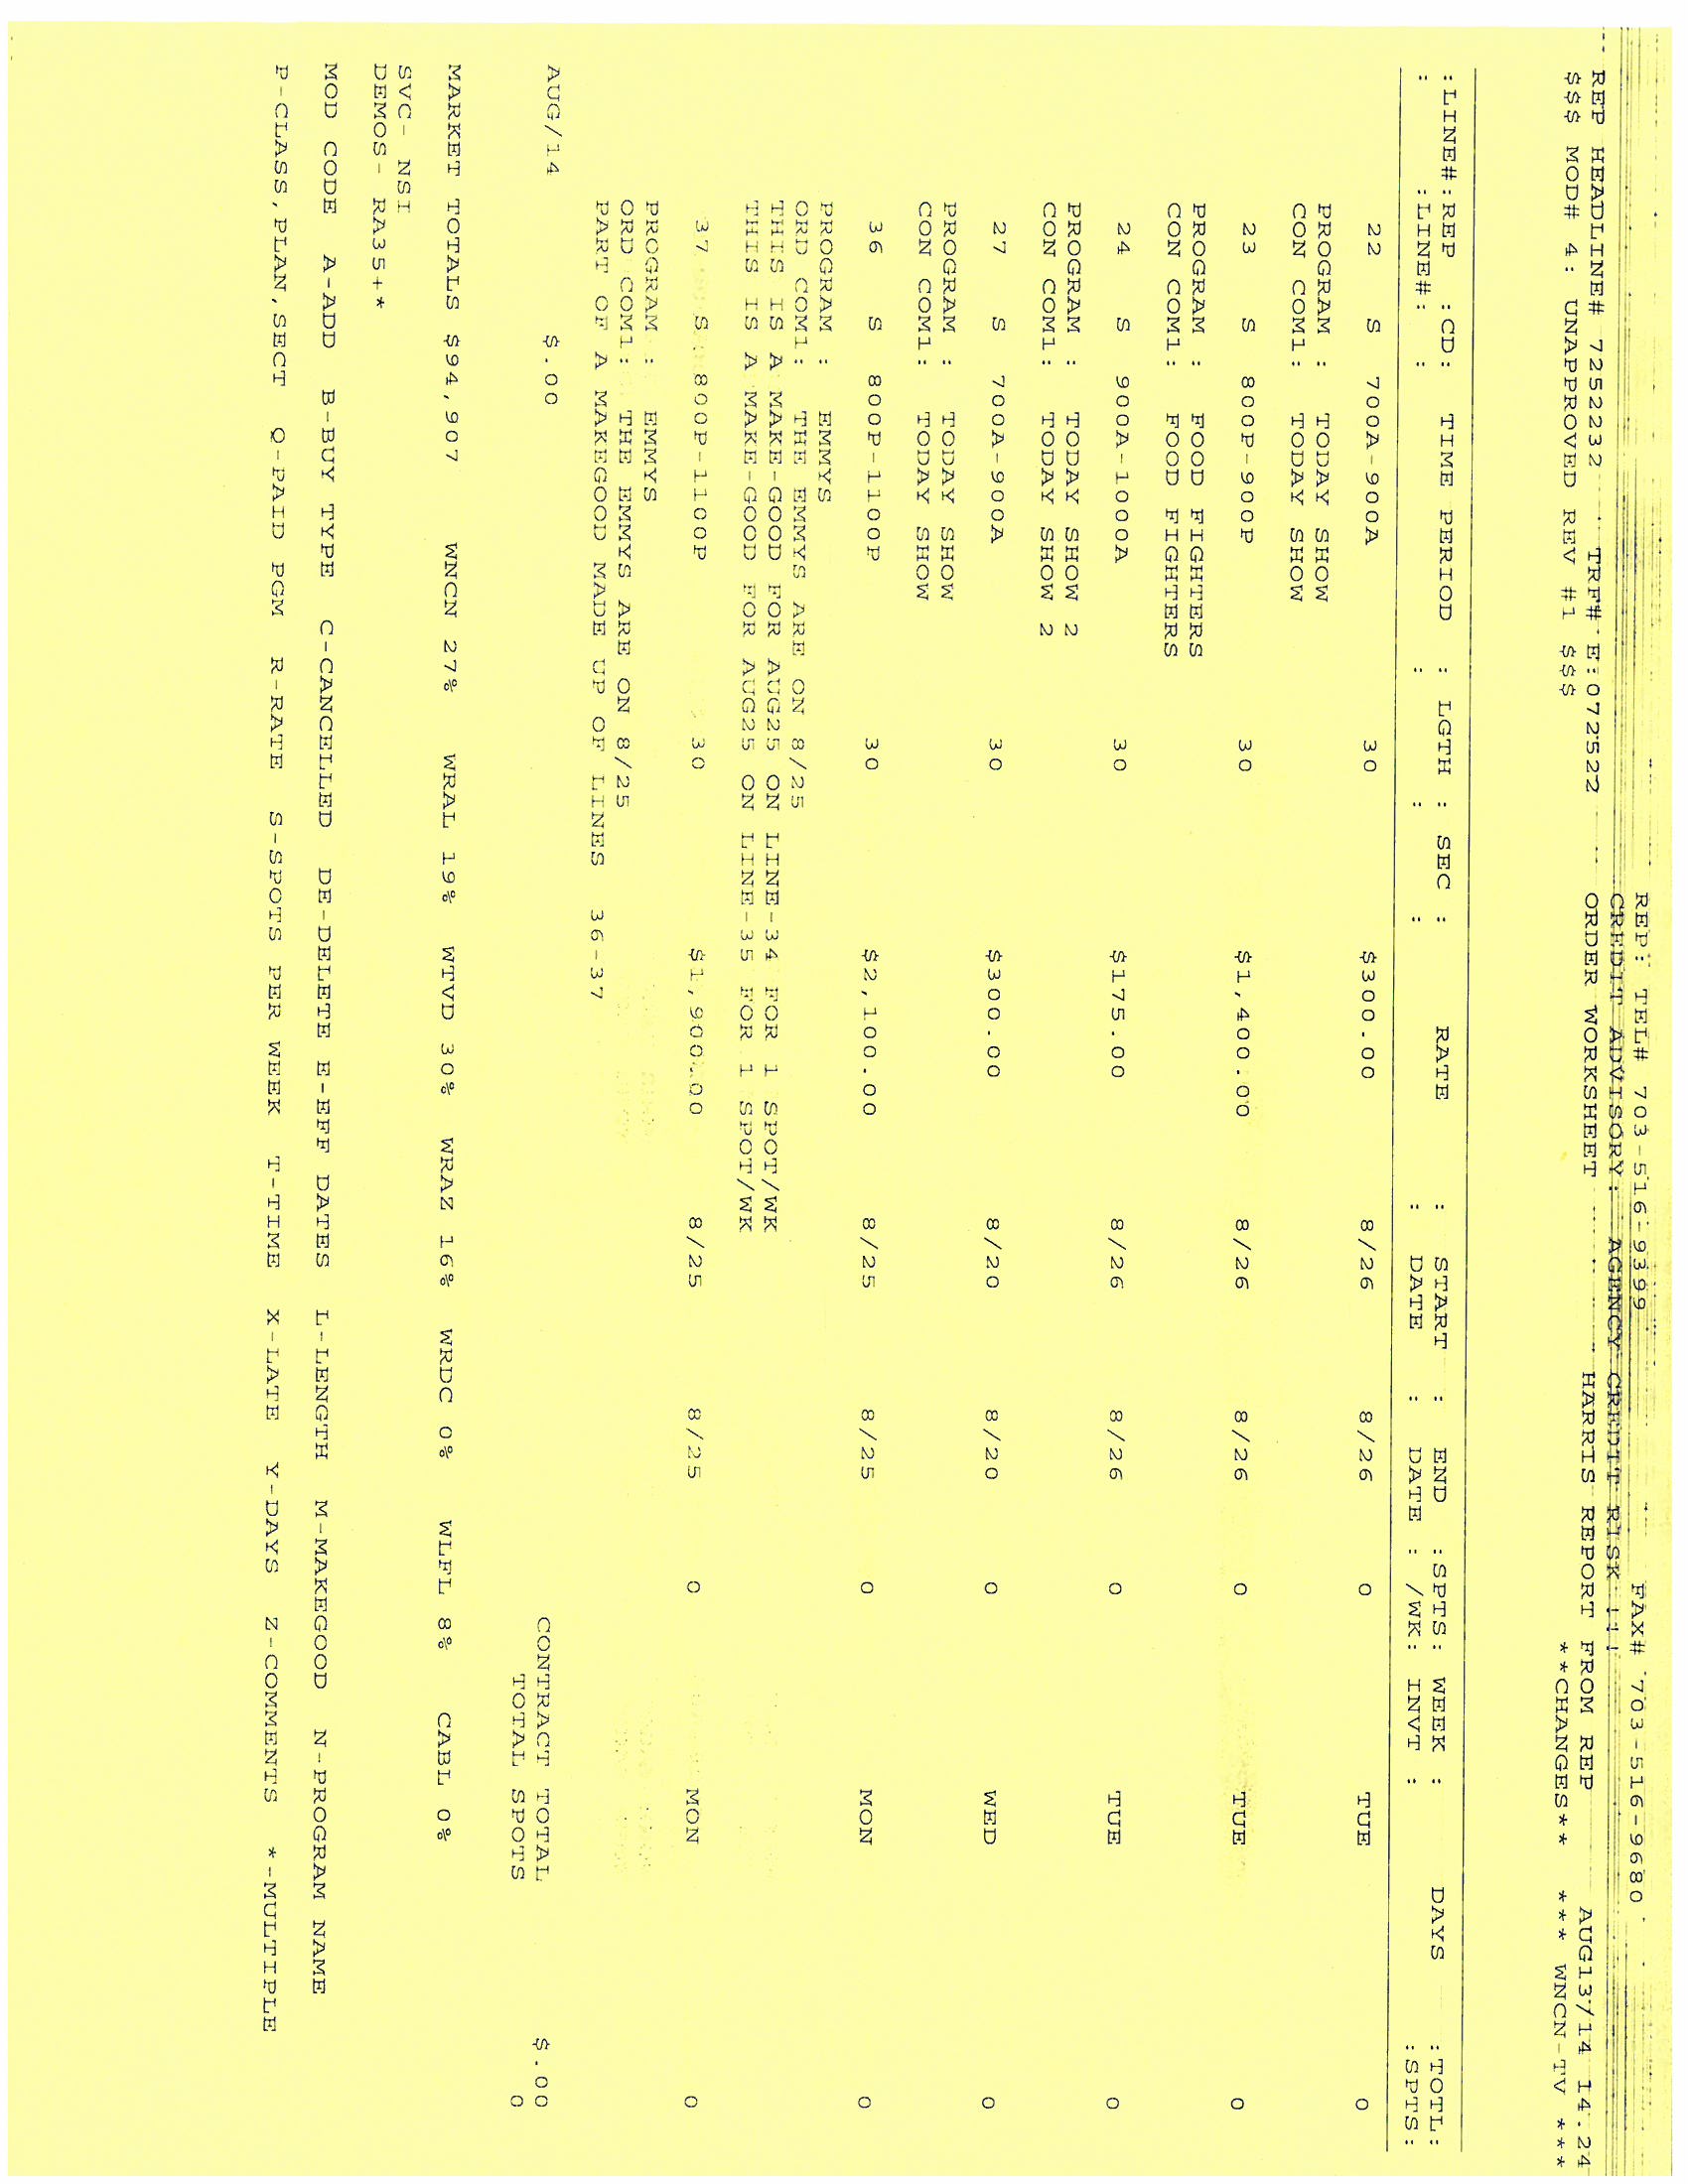 REP: TEL# 703-516-9399 FAX# 703-516-9680
CREDIT ADVISORY: AGENCY CREDIT RISK !!!
REP HEADLINE# 7252232 TRF# E:072522 ORDER WORKSHEET HARRIS REPORT FROM REP AUG13/14 14.24
$$$ MOD# 4: UNAPPROVED REV #1 $$$ **CHANGES** *** WNCN-TV ***
:LINE#:REP :CD: TIME PERIOD : LGTH : SEC : RATE : START : END :SPTS: WEEK : DAYS :TOTL:
: :LINE#: : : : : DATE : DATE : /WK: INVT : :SPTS:
22 S 700A-900A 30 $300.00 8/26 8/26 0 TUE 0
PROGRAM : TODAY SHOW
CON COM1: TODAY SHOW
23 S 800P-900P 30 $1,400.00 8/26 8/26 0 TUE 0
PROGRAM : FOOD FIGHTERS
CON COM1: FOOD FIGHTERS
24 S 900A-1000A 30 $175.00 8/26 8/26 0 TUE 0
PROGRAM : TODAY SHOW 2
CON COM1: TODAY SHOW 2
27 S 700A-900A 30 $300.00 8/20 8/20 0 WED 0
PROGRAM : TODAY SHOW
CON COM1: TODAY SHOW
36 S 800P-1100P 30 $2,100.00 8/25 8/25 0 MON 0
PROGRAM : EMMYS
ORD COM1: THE EMMYS ARE ON 8/25
THIS IS A MAKE-GOOD FOR AUG25 ON LINE-34 FOR 1 SPOT/WK
THIS IS A MAKE-GOOD FOR AUG25 ON LINE-35 FOR 1 SPOT/WK
37 S 800P-1100P 30 $1,900.00 8/25 8/25 0 MON 0
PROGRAM : EMMYS
ORD COM1: THE EMMYS ARE ON 8/25
PART OF A MAKEGOOD MADE UP OF LINES 36-37
AUG/14 $.00 CONTRACT TOTAL $.00
TOTAL SPOTS 0
MARKET TOTALS $94,907 WNCN 27% WRAL 19% WTVD 30% WRAZ 16% WRDC 0% WLFL 8% CABL 0%
SVC- NSI
DEMOS- RA35+*
MOD CODE A-ADD B-BUY TYPE C-CANCELLED DE-DELETE E-EFF DATES L-LENGTH M-MAKEGOOD N-PROGRAM NAME
P-CLASS,PLAN,SECT Q-PAID PGM R-RATE S-SPOTS PER WEEK T-TIME X-LATE Y-DAYS Z-COMMENTS *-MULTIPLE